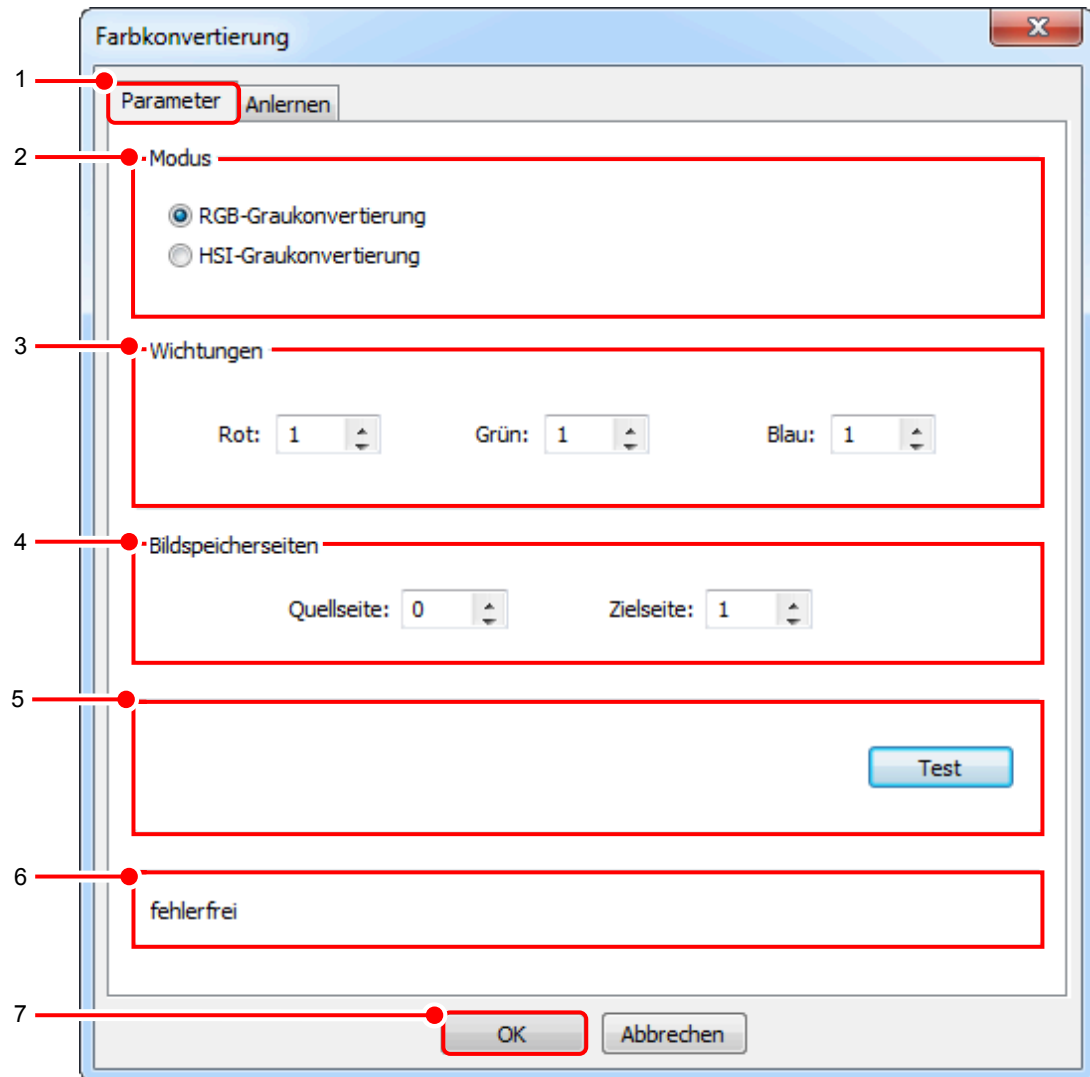 Farbkonvertierung
1
Parameter Anlernen
2 Modus
RGB-Graukonvertierung
HSI-Graukonvertierung
3 Wichtungen
Rot: 1 Grün: 1 Blau: 1
4 Bildspeicherseiten
Quellseite: 0 Zielseite: 1
5
Test
6
fehlerfrei
7
OK Abbrechen